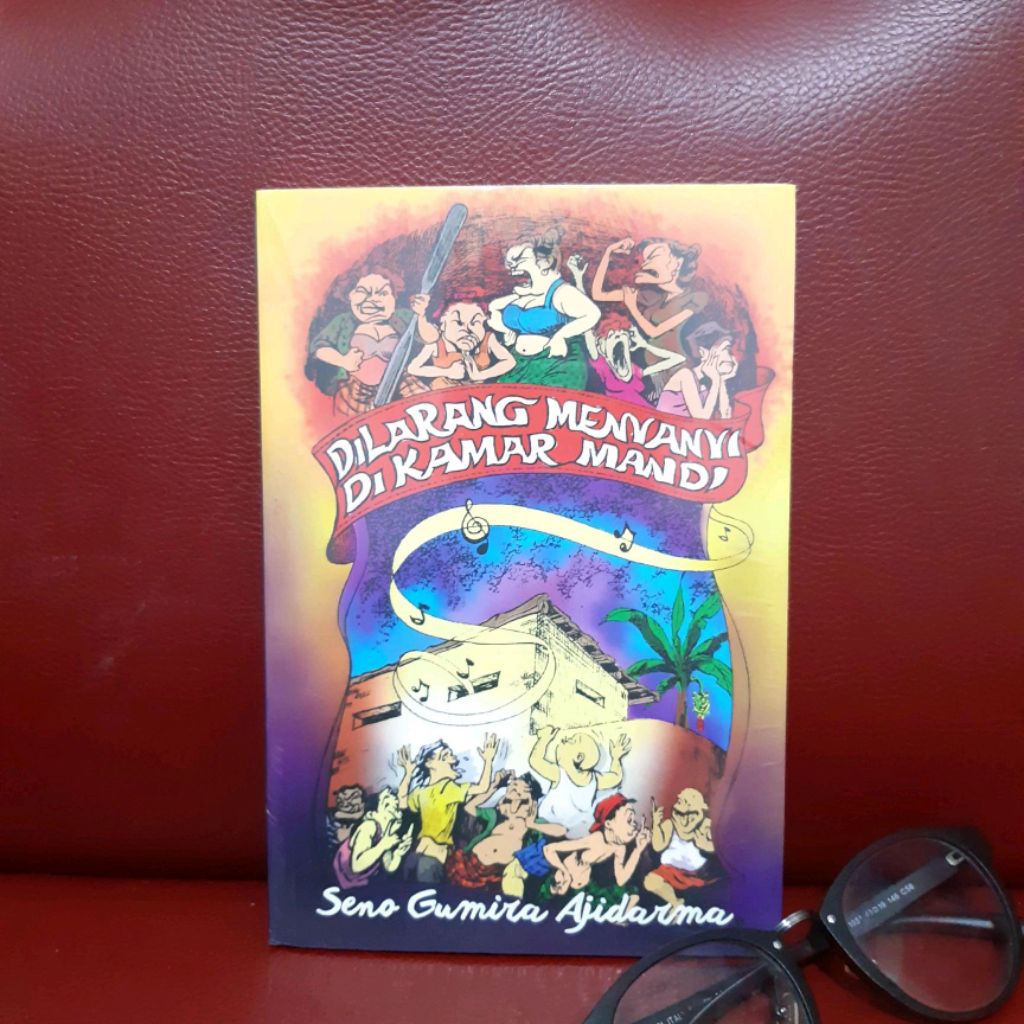 DILARANG MENYANYI
DI KAMAR MANDI
Seno Gumira Ajidarma